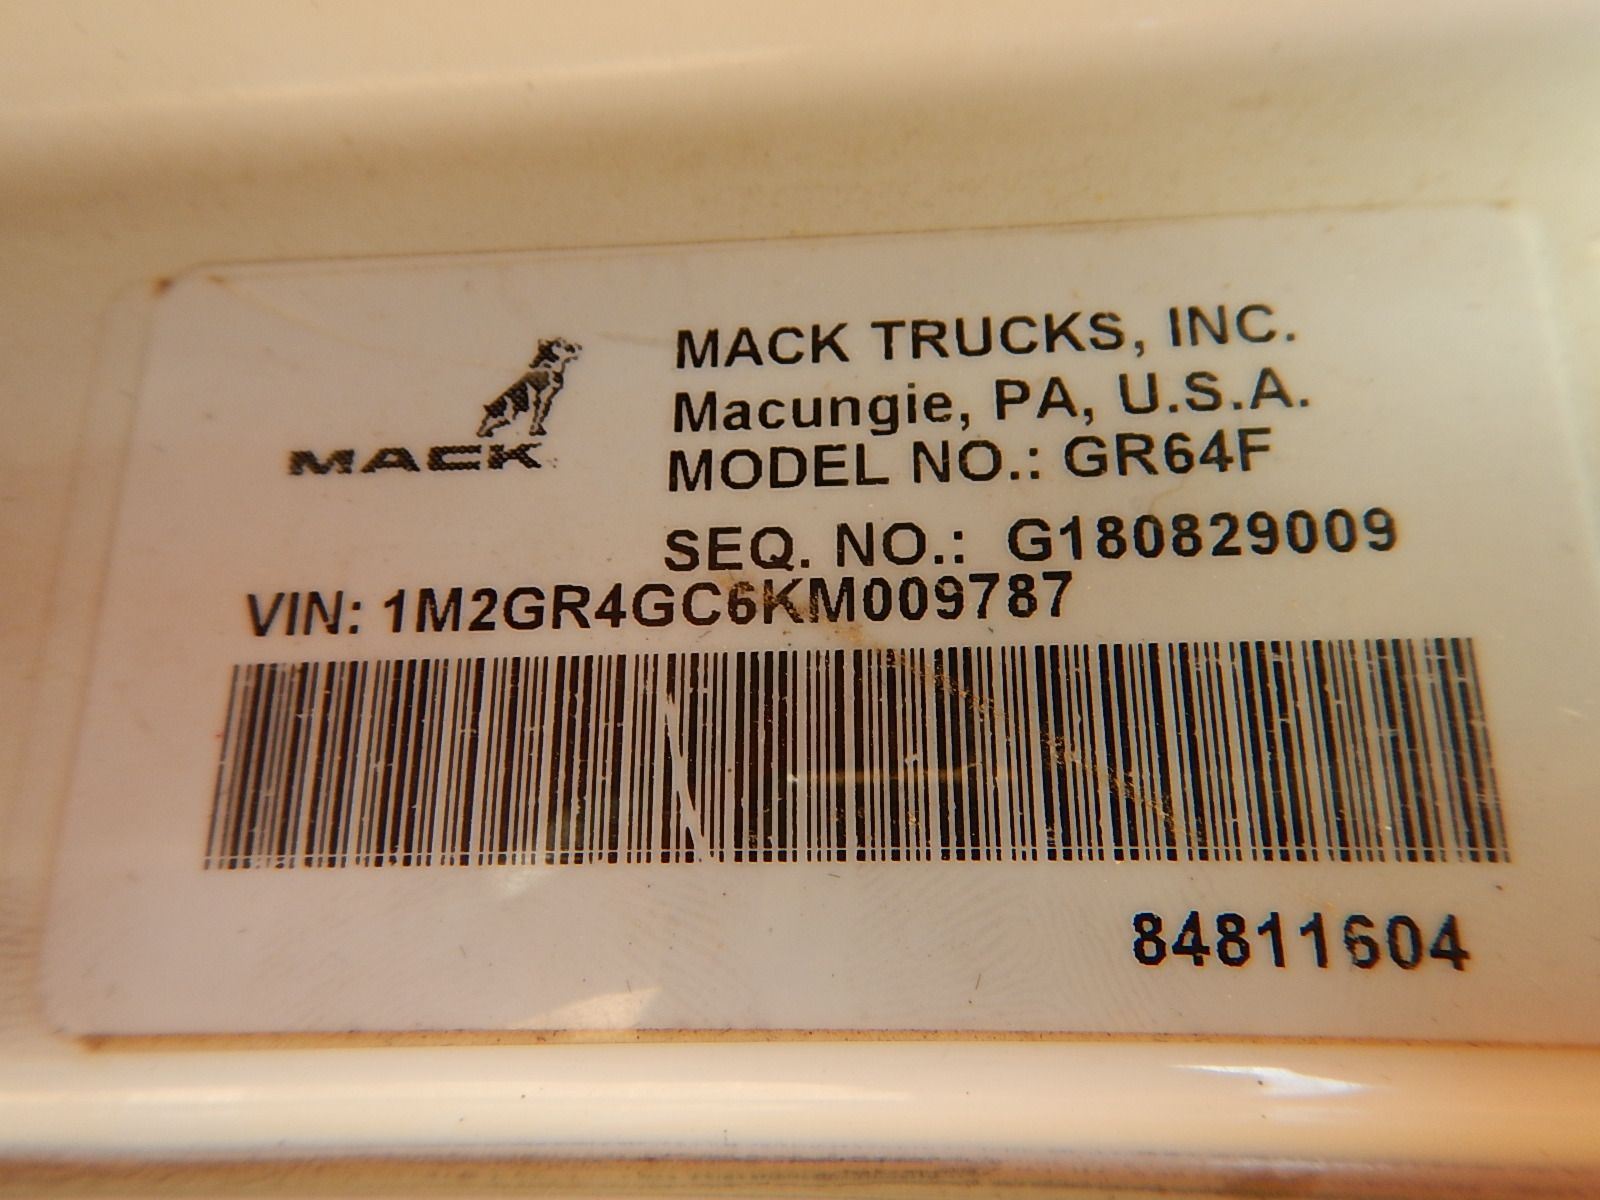 MACK
MACK TRUCKS, INC.
Macungie, PA, U.S.A.
MODEL NO.: GR64F
SEQ. NO.: G180829009
VIN: 1M2GR4GC6KM009787
84811604